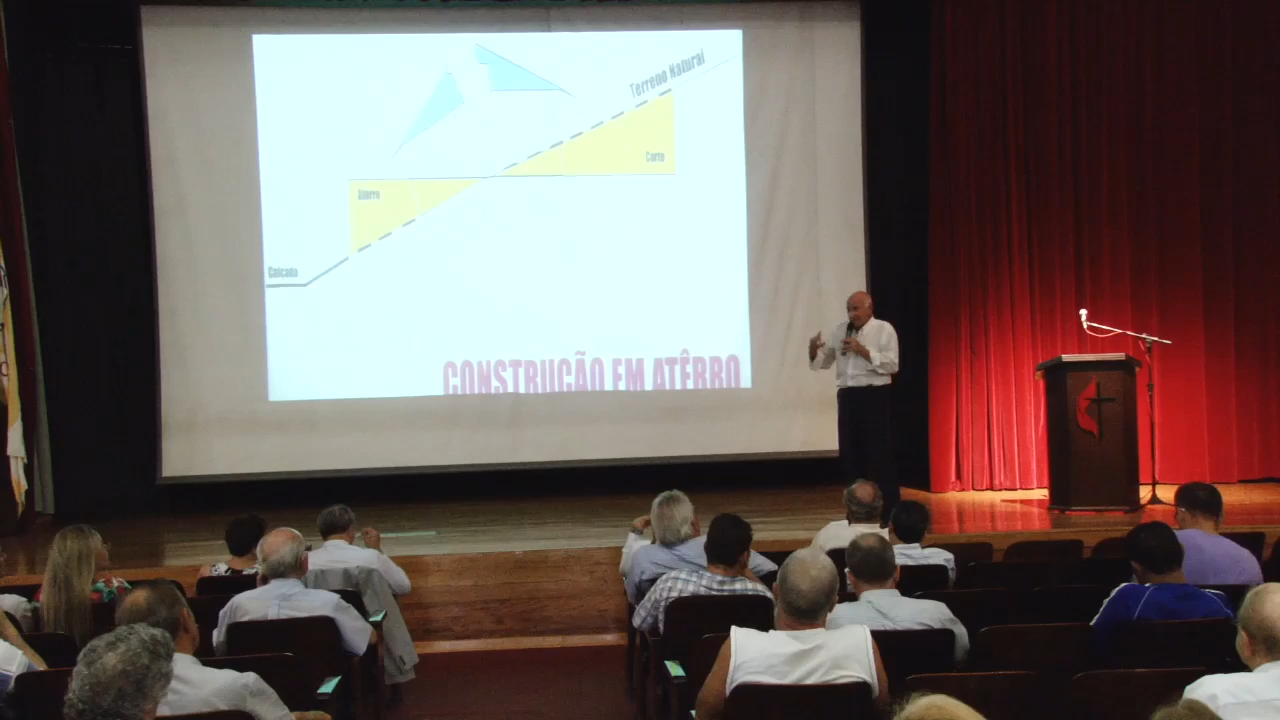 Terreno Natural
Corte
Aterro
Calçada
CONSTRUÇÃO EM ATÊRRO